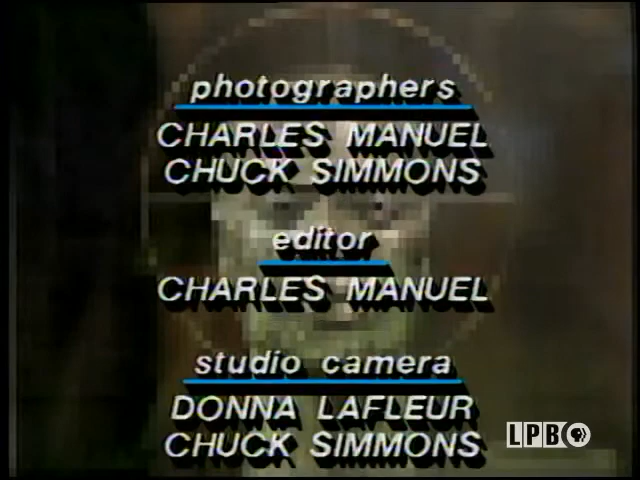 photographers
CHARLES MANUEL
CHUCK SIMMONS
editor
CHARLES MANUEL
studio camera
DONNA LAFLEUR
CHUCK SIMMONS
LPB